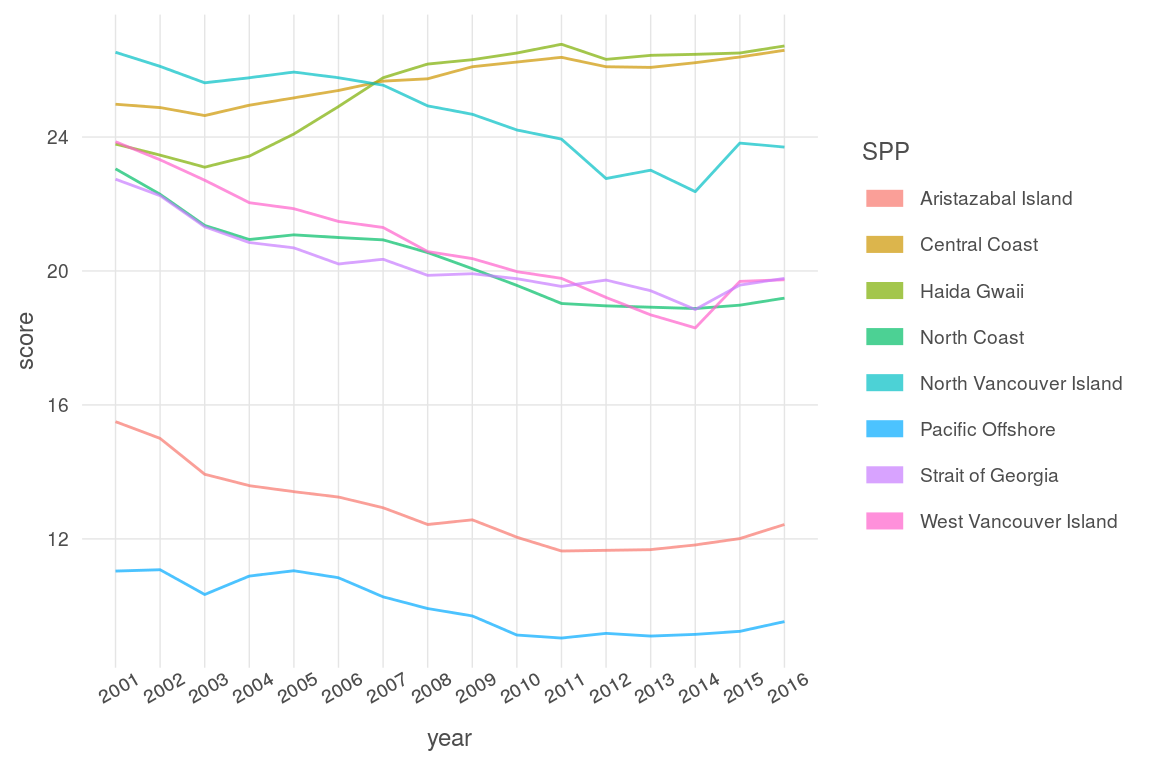 24
20
16
12
score
2001 2002 2003 2004 2005 2006 2007 2008 2009 2010 2011 2012 2013 2014 2015 2016
year
SPP
Aristazabal Island
Central Coast
Haida Gwaii
North Coast
North Vancouver Island
Pacific Offshore
Strait of Georgia
West Vancouver Island